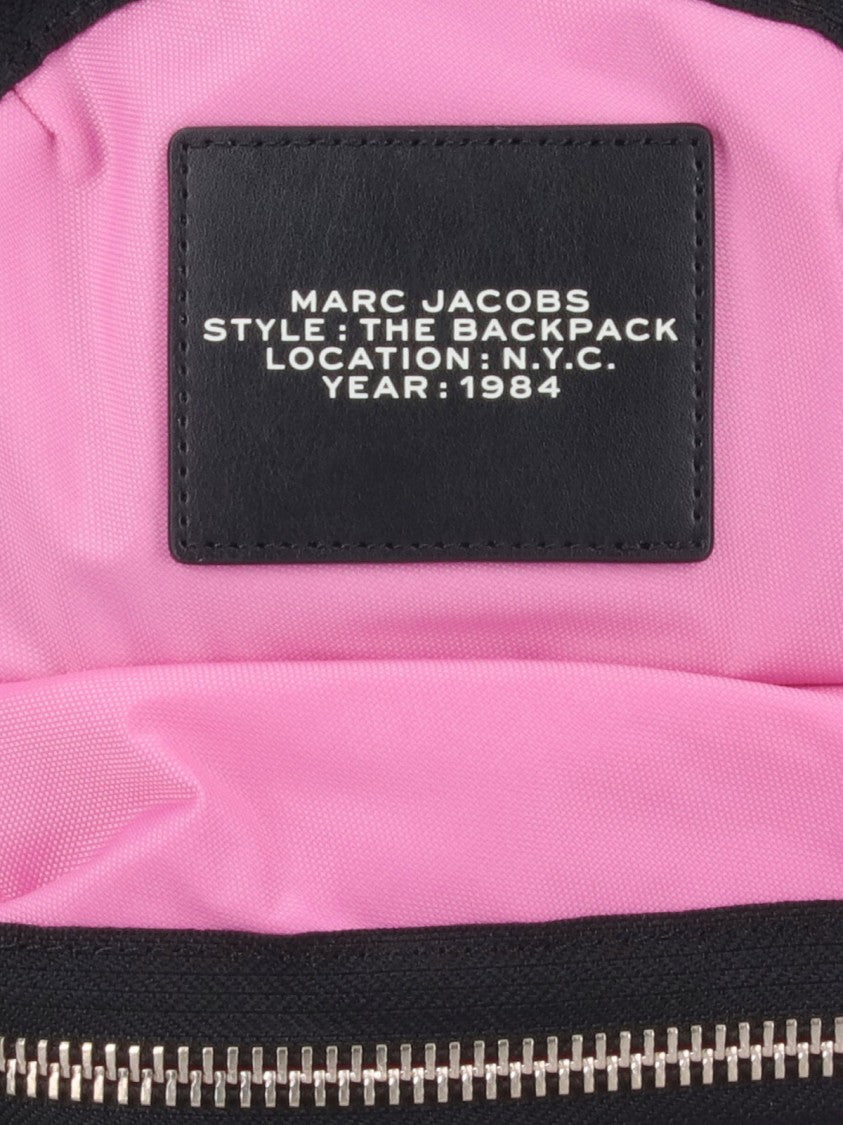 MARC JACOBS
STYLE : THE BACKPACK
LOCATION : N.Y.C.
YEAR : 1984